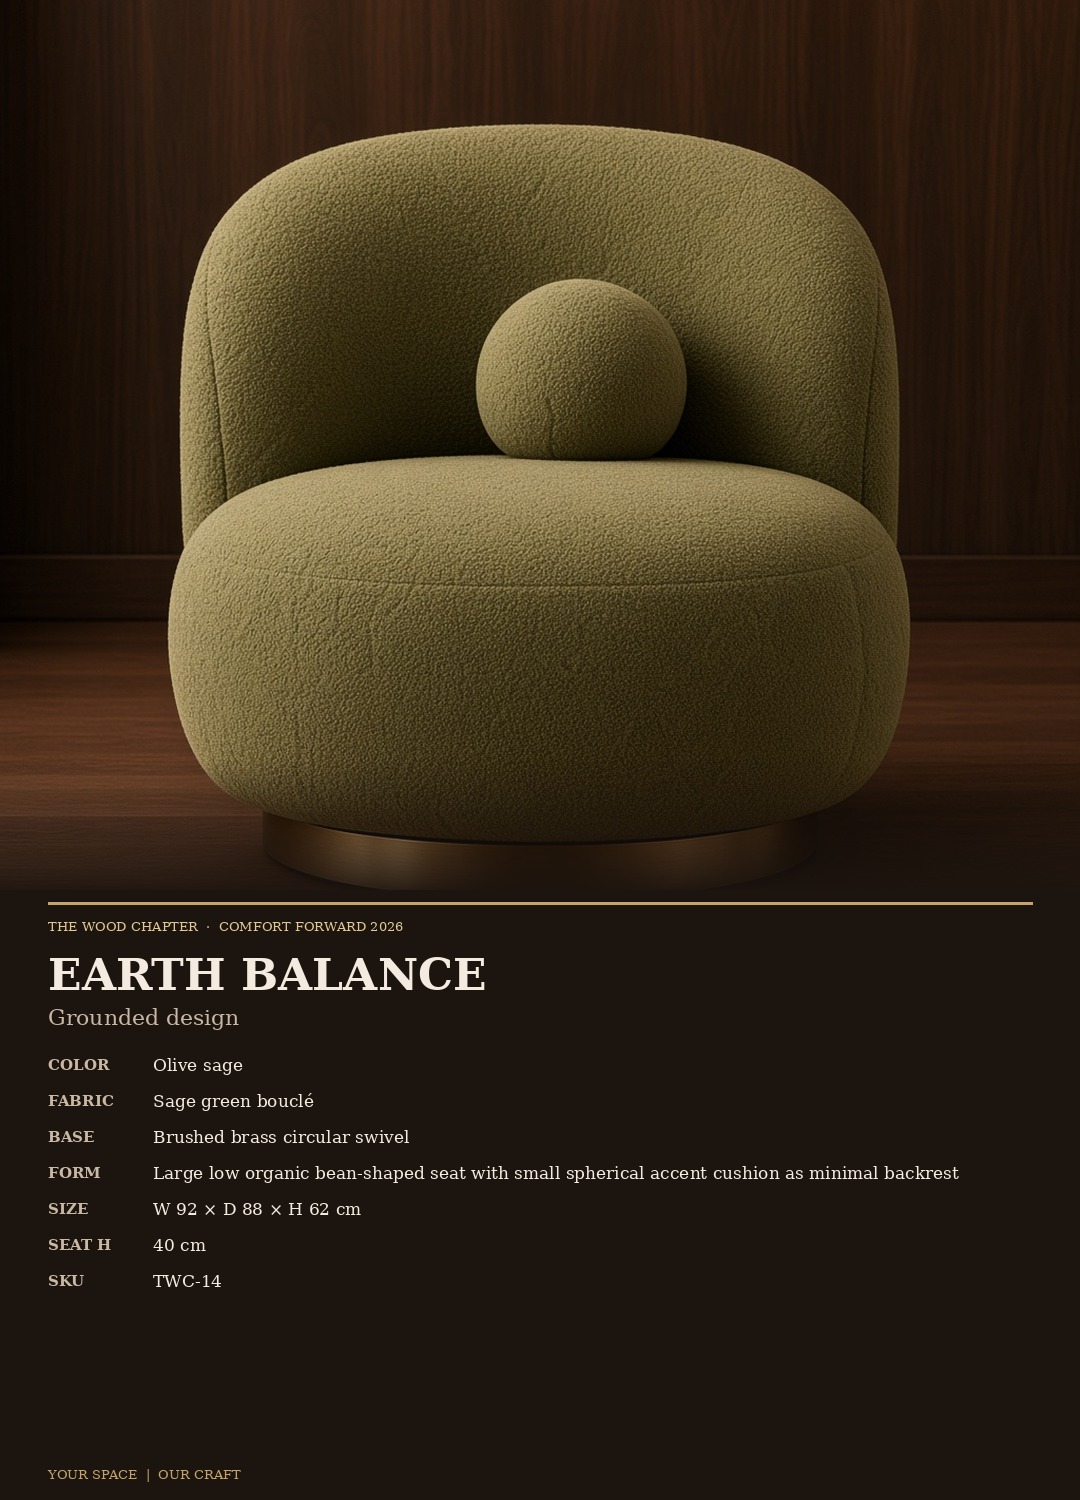 THE WOOD CHAPTER · COMFORT FORWARD 2026
EARTH BALANCE
Grounded design
COLOR Olive sage
FABRIC Sage green bouclé
BASE Brushed brass circular swivel
FORM Large low organic bean-shaped seat with small spherical accent cushion as minimal backrest
SIZE W 92 × D 88 × H 62 cm
SEAT H 40 cm
SKU TWC-14
YOUR SPACE | OUR CRAFT